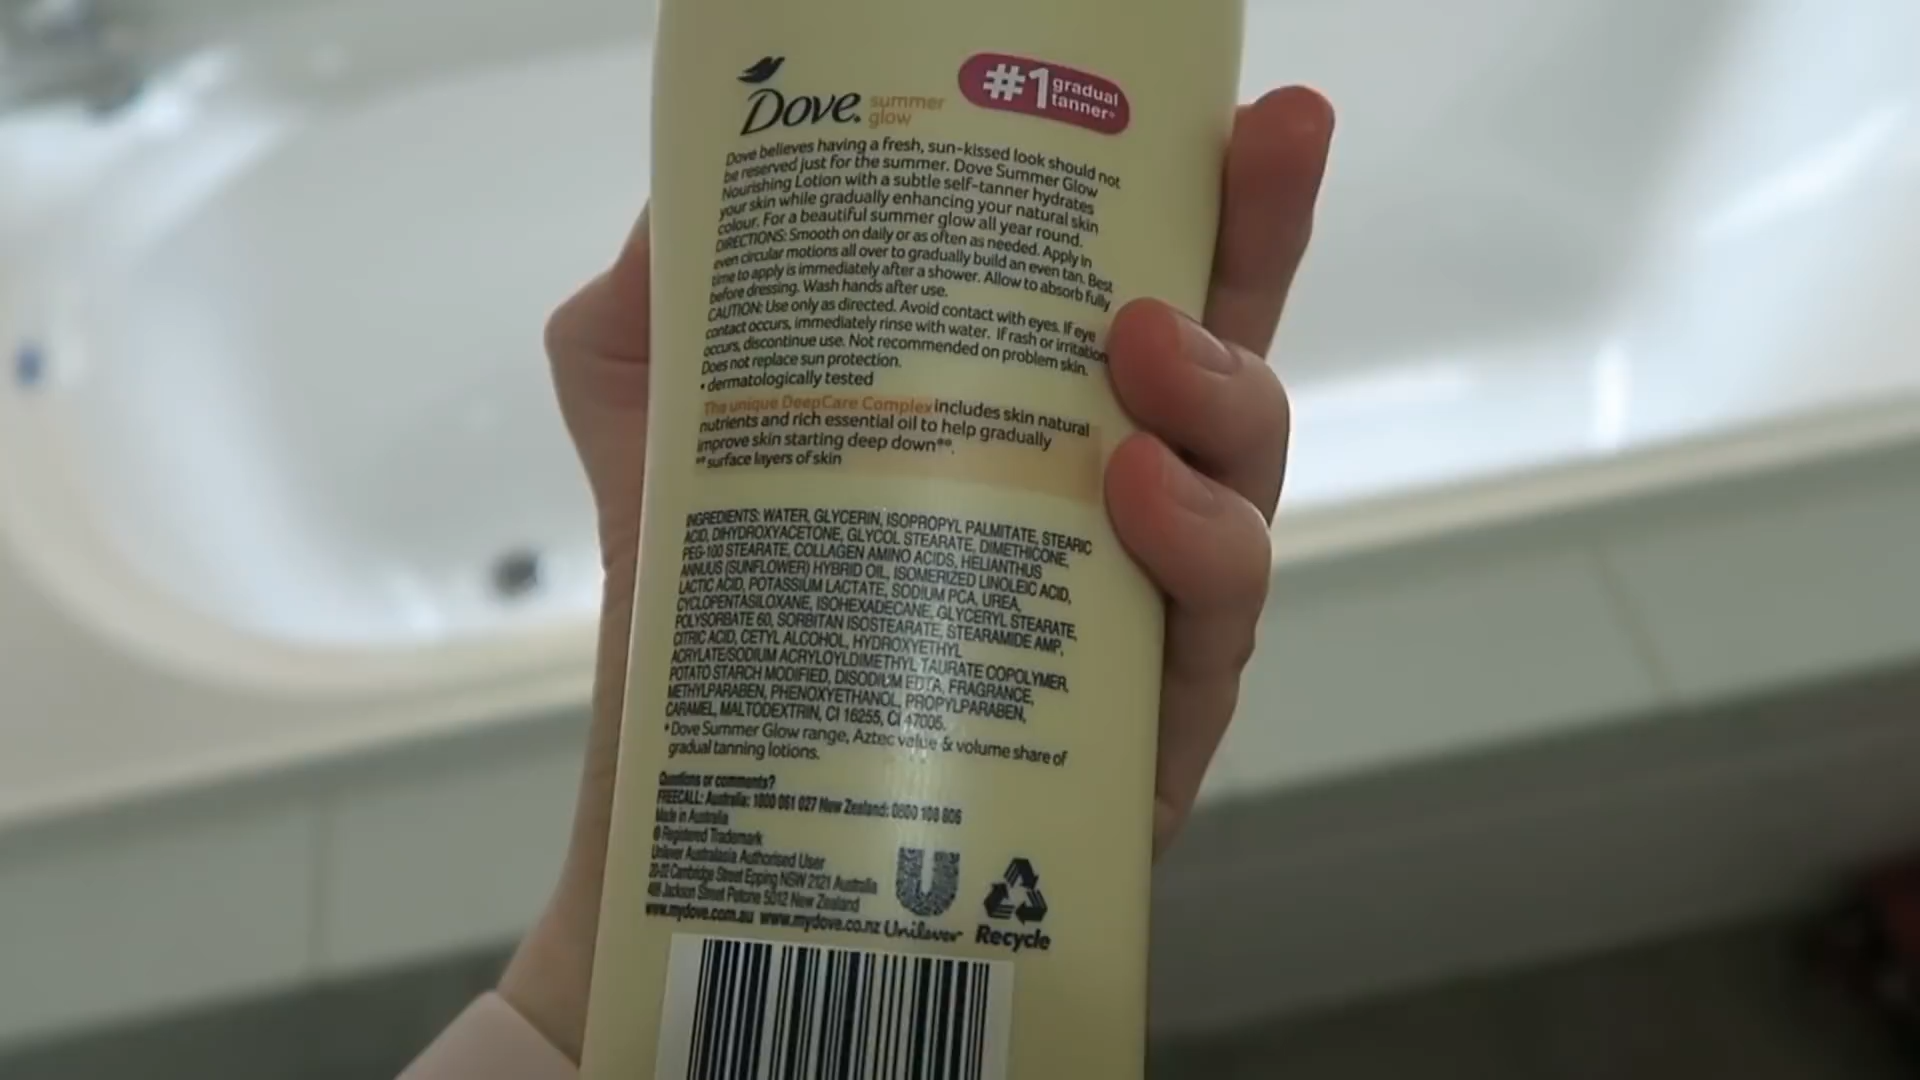 Dove. summer glow
#1 gradual tanner*
Dove believes having a fresh, sun-kissed look should not
be reserved just for the summer. Dove Summer Glow
Nourishing Lotion with a subtle self-tanner hydrates
your skin while gradually enhancing your natural skin
colour. For a beautiful summer glow all year round.
DIRECTIONS: Smooth on daily or as often as needed. Apply in
even circular motions all over to gradually build an even tan. Best
time to apply is immediately after a shower. Allow to absorb fully
before dressing. Wash hands after use.
CAUTION: Use only as directed. Avoid contact with eyes. If eye
contact occurs, immediately rinse with water. If rash or irritation
occurs, discontinue use. Not recommended on problem skin.
Does not replace sun protection.
• dermatologically tested
The unique DeepCare Complex includes skin natural
nutrients and rich essential oil to help gradually
improve skin starting deep down**.
** surface layers of skin
INGREDIENTS: WATER, GLYCERIN, ISOPROPYL PALMITATE, STEARIC
ACID, DIHYDROXYACETONE, GLYCOL STEARATE, DIMETHICONE,
PEG-100 STEARATE, COLLAGEN AMINO ACIDS, HELIANTHUS
ANNUUS (SUNFLOWER) HYBRID OIL, ISOMERIZED LINOLEIC ACID,
LACTIC ACID, POTASSIUM LACTATE, SODIUM PCA, UREA,
CYCLOPENTASILOXANE, ISOHEXADECANE, GLYCERYL STEARATE,
POLYSORBATE 60, SORBITAN ISOSTEARATE, STEARAMIDE AMP,
CITRIC ACID, CETYL ALCOHOL, HYDROXYETHYL
ACRYLATE/SODIUM ACRYLOYLDIMETHYL TAURATE COPOLYMER,
POTATO STARCH MODIFIED, DISODIUM EDTA, FRAGRANCE,
METHYLPARABEN, PHENOXYETHANOL, PROPYLPARABEN,
CARAMEL, MALTODEXTRIN, CI 16255, CI 47005.
* Dove Summer Glow range, Aztec value & volume share of
gradual tanning lotions.
Questions or comments?
FREECALL: Australia: 1800 061 027 New Zealand: 0800 108 806
Made in Australia
® Registered Trademark
Unilever Australasia Authorised User
20-22 Cambridge Street Epping NSW 2121 Australia
Jackson Street Petone 5012 New Zealand
www.mydove.com.au www.mydove.co.nz Unilever Recycle